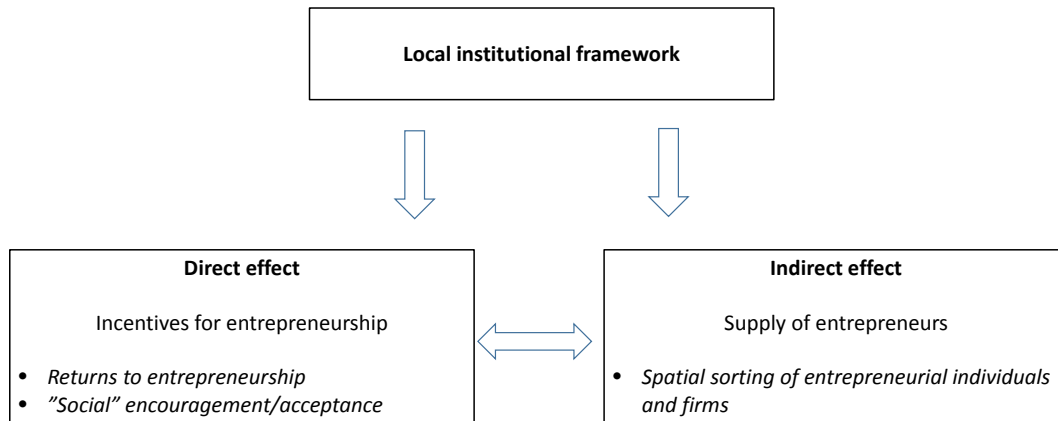 Local institutional framework
Direct effect
Incentives for entrepreneurship
• Returns to entrepreneurship
• ”Social” encouragement/acceptance
Indirect effect
Supply of entrepreneurs
• Spatial sorting of entrepreneurial individuals
and firms